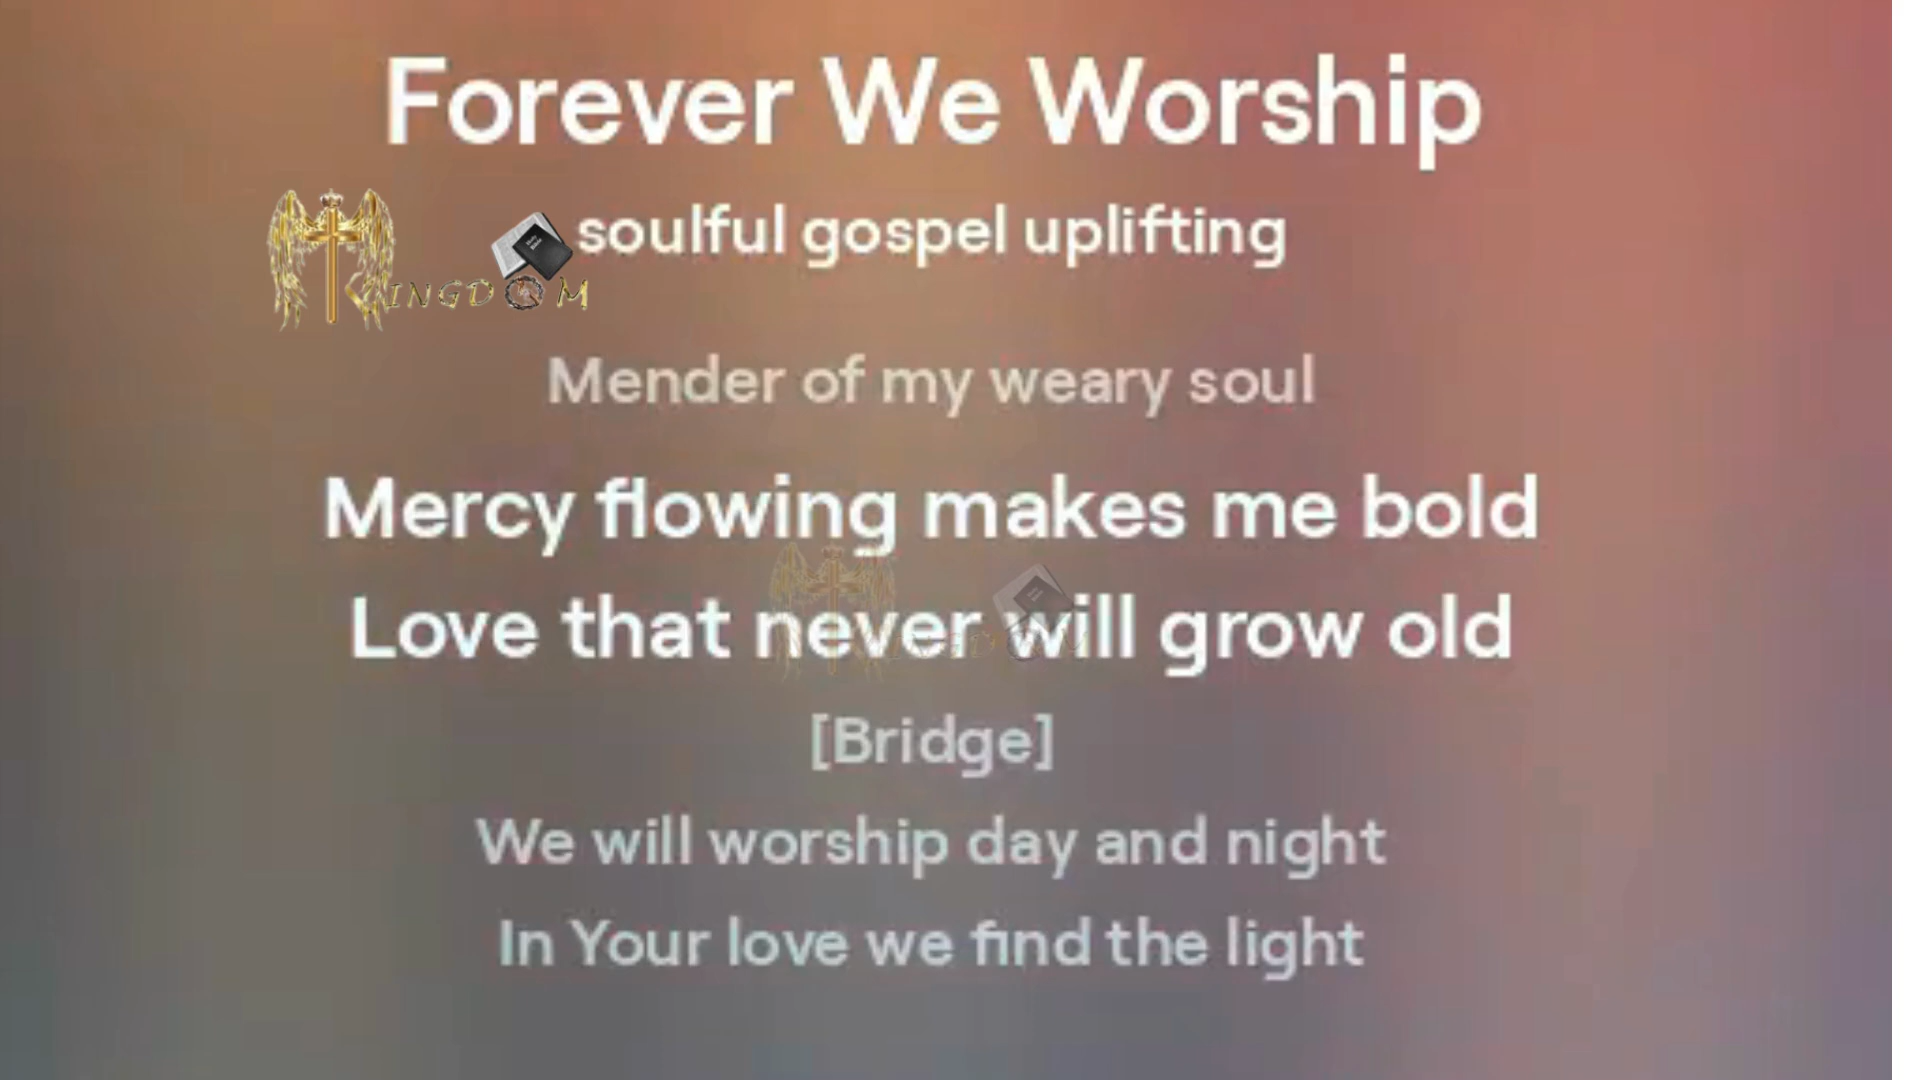 Forever We Worship
soulful gospel uplifting
KINGDOM
Mender of my weary soul
Mercy flowing makes me bold
Love that never will grow old
[Bridge]
We will worship day and night
In Your love we find the light